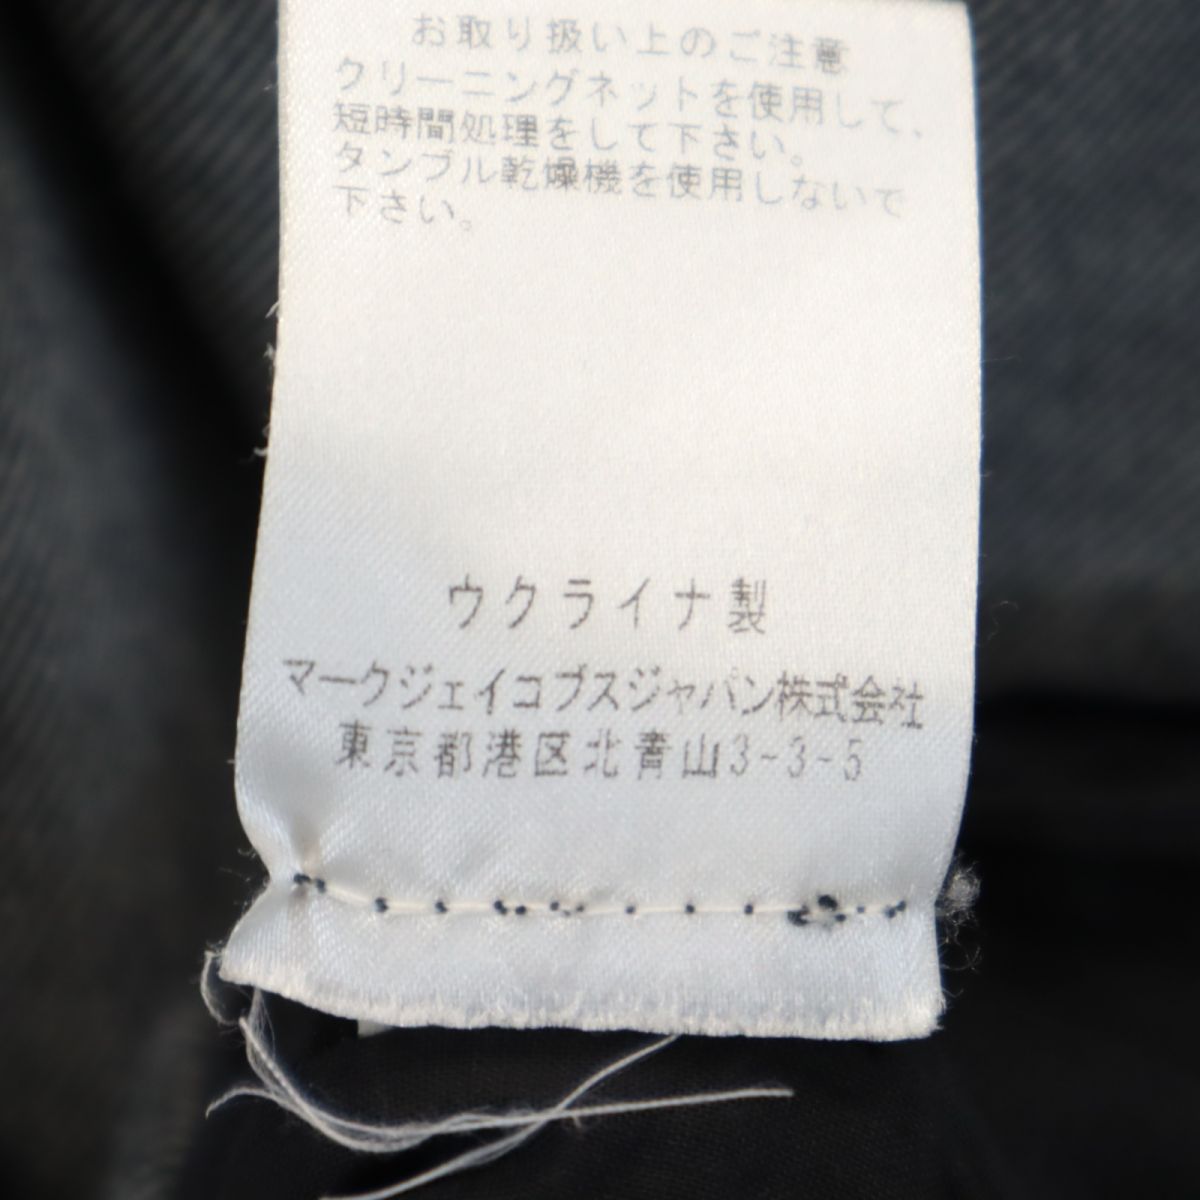 お取り扱い上のご注意
クリーニングネットを使用して、
短時間処理をして下さい。
タンブル乾燥機を使用しないで
下さい。
ウクライナ製
マークジェイコブスジャパン株式会社
東京都港区北青山3-3-5